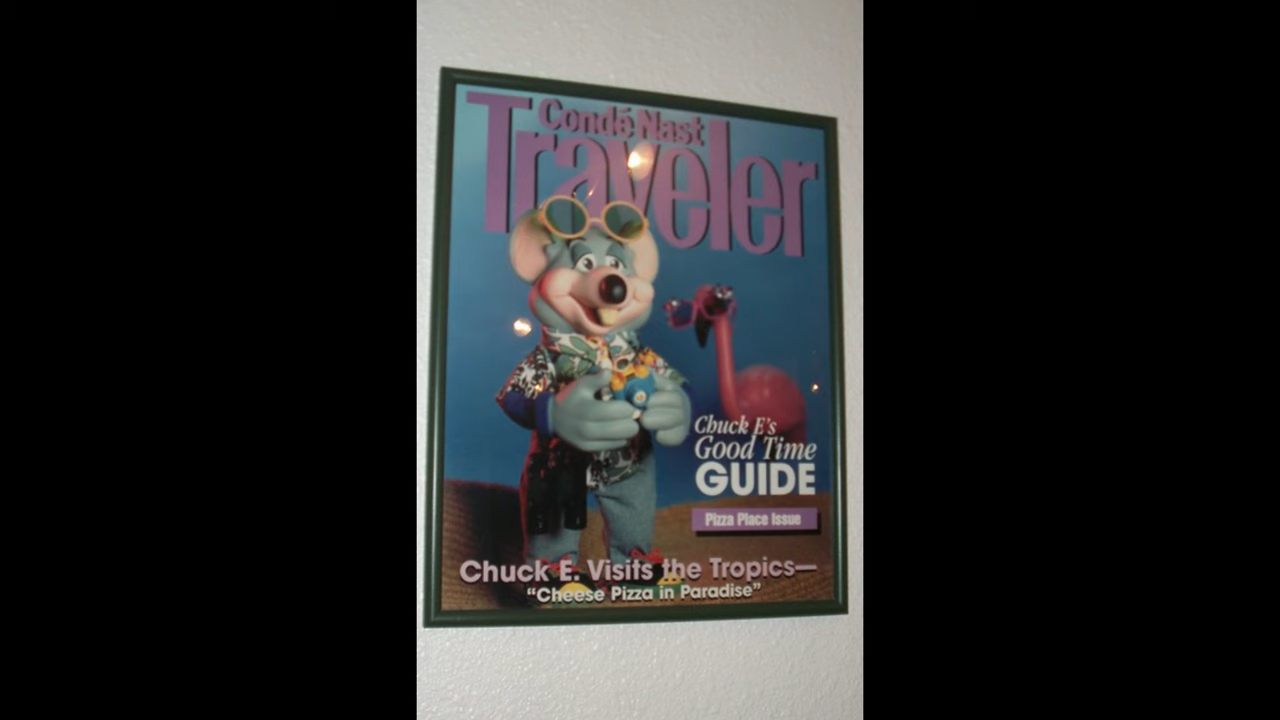 Condé Nast
Traveler
Chuck E's
Good Time
GUIDE
Pizza Place Issue
Chuck E. Visits the Tropics—
“Cheese Pizza in Paradise”